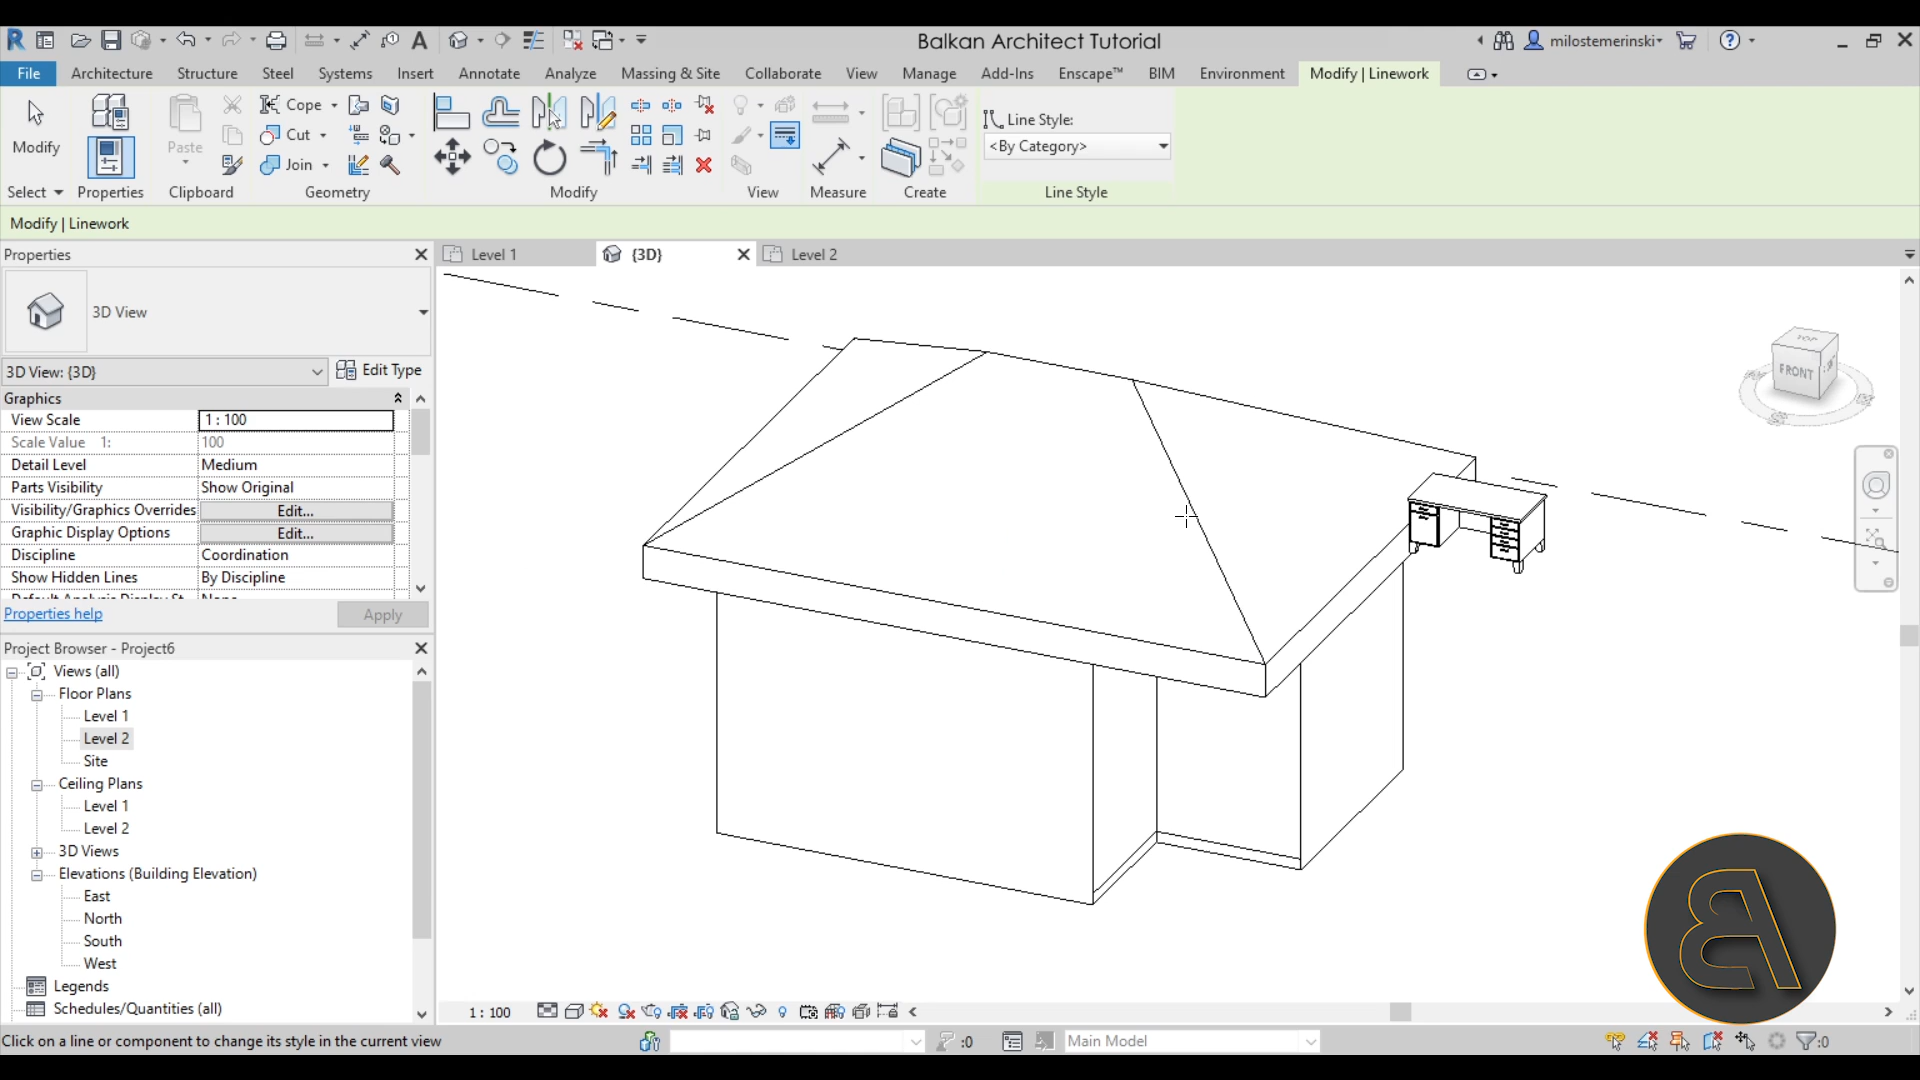 Balkan Architect Tutorial
milostemerinski
File Architecture Structure Steel Systems Insert Annotate Analyze Massing & Site Collaborate View Manage Add-Ins Enscape™ BIM Environment Modify | Linework
Modify
Paste
Cope
Cut
Join
Line Style:
<By Category>
Select Properties Clipboard Geometry Modify View Measure Create Line Style
Modify | Linework
Properties
Level 1
{3D}
Level 2
3D View
3D View: {3D}
Edit Type
Graphics
View Scale 1 : 100
Scale Value 1: 100
Detail Level Medium
Parts Visibility Show Original
Visibility/Graphics Overrides Edit...
Graphic Display Options Edit...
Discipline Coordination
Show Hidden Lines By Discipline
Properties help
Apply
TOP
FRONT
Project Browser - Project6
Views (all)
Floor Plans
Level 1
Level 2
Site
Ceiling Plans
Level 1
Level 2
3D Views
Elevations (Building Elevation)
East
North
South
West
Legends
Schedules/Quantities (all)
1 : 100
Click on a line or component to change its style in the current view
:0
Main Model
:0